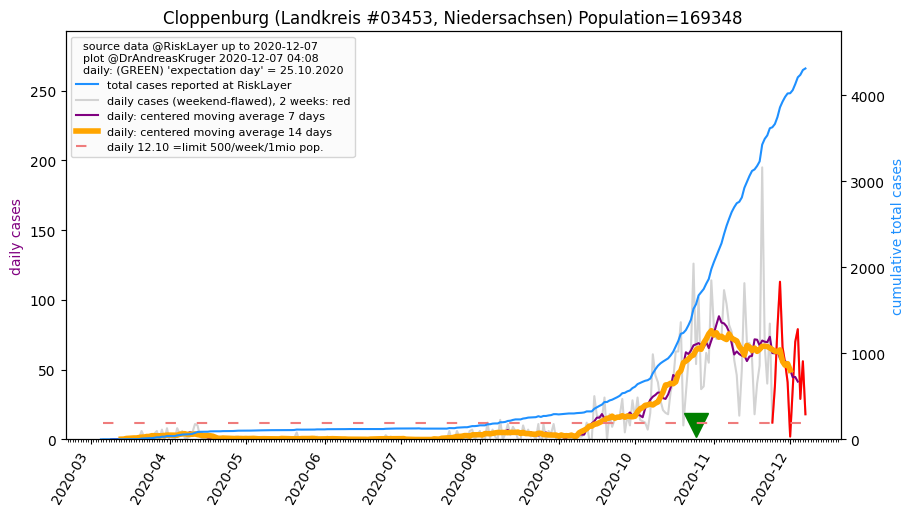 Cloppenburg (Landkreis #03453, Niedersachsen) Population=169348
source data @RiskLayer up to 2020-12-07
plot @DrAndreasKruger 2020-12-07 04:08
daily: (GREEN) 'expectation day' = 25.10.2020
total cases reported at RiskLayer
daily cases (weekend-flawed), 2 weeks: red
daily: centered moving average 7 days
daily: centered moving average 14 days
daily 12.10 =limit 500/week/1mio pop.
daily cases
250
200
150
100
50
0
cumulative total cases
4000
3000
2000
1000
0
2020-03
2020-04
2020-05
2020-06
2020-07
2020-08
2020-09
2020-10
2020-11
2020-12